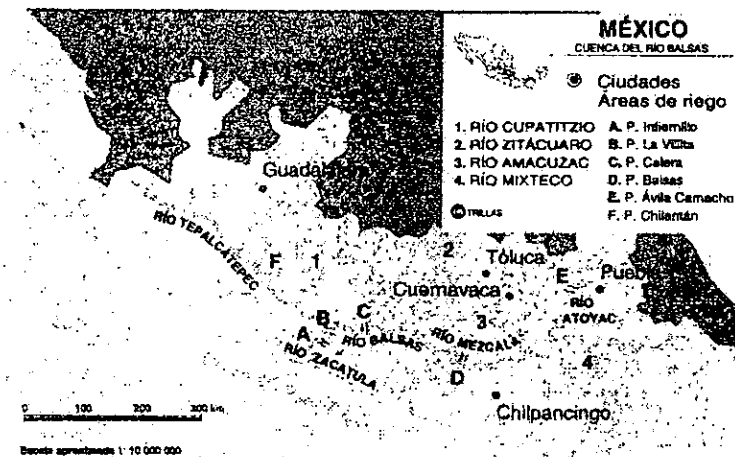 MÉXICO
CUENCA DEL RÍO BALSAS
Ciudades
Áreas de riego
1. RÍO CUPATITZIO
2. RÍO ZITÁCUARO
3. RÍO AMACUZAC
4. RÍO MIXTECO
A. P. Infiernillo
B. P. La Villita
C. P. Calera
D. P. Balsas
E. P. Ávila Camacho
F. P. Chilatán
© TRILLAS
RÍO TEPALCATEPEC
F
1
2
Toluca
Cuernavaca
E
Puebla
RÍO
ATOYAC
B
C
A
RÍO BALSAS
3
RÍO MEZCALA
RÍO ZACATULA
D
4
Chilpancingo
0 100 200 300 km
Escala aproximada 1: 10 000 000